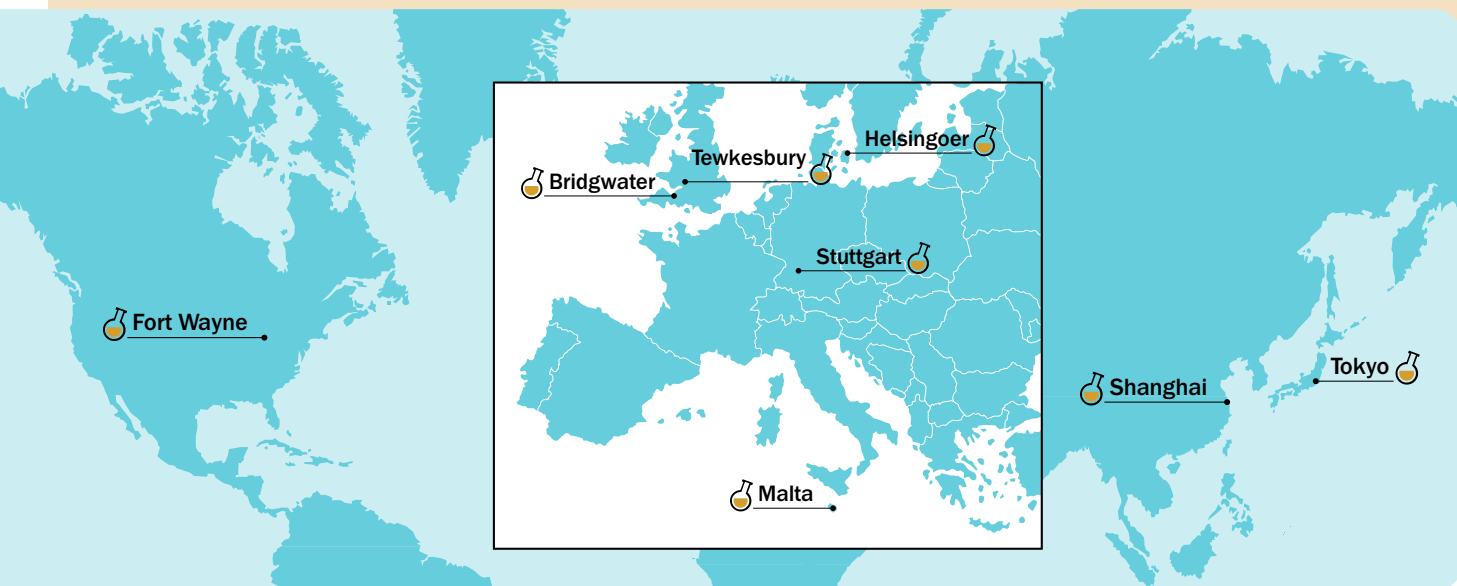 Helsingoer
Tewkesbury
Bridgwater
Stuttgart
Fort Wayne
Tokyo
Shanghai
Malta